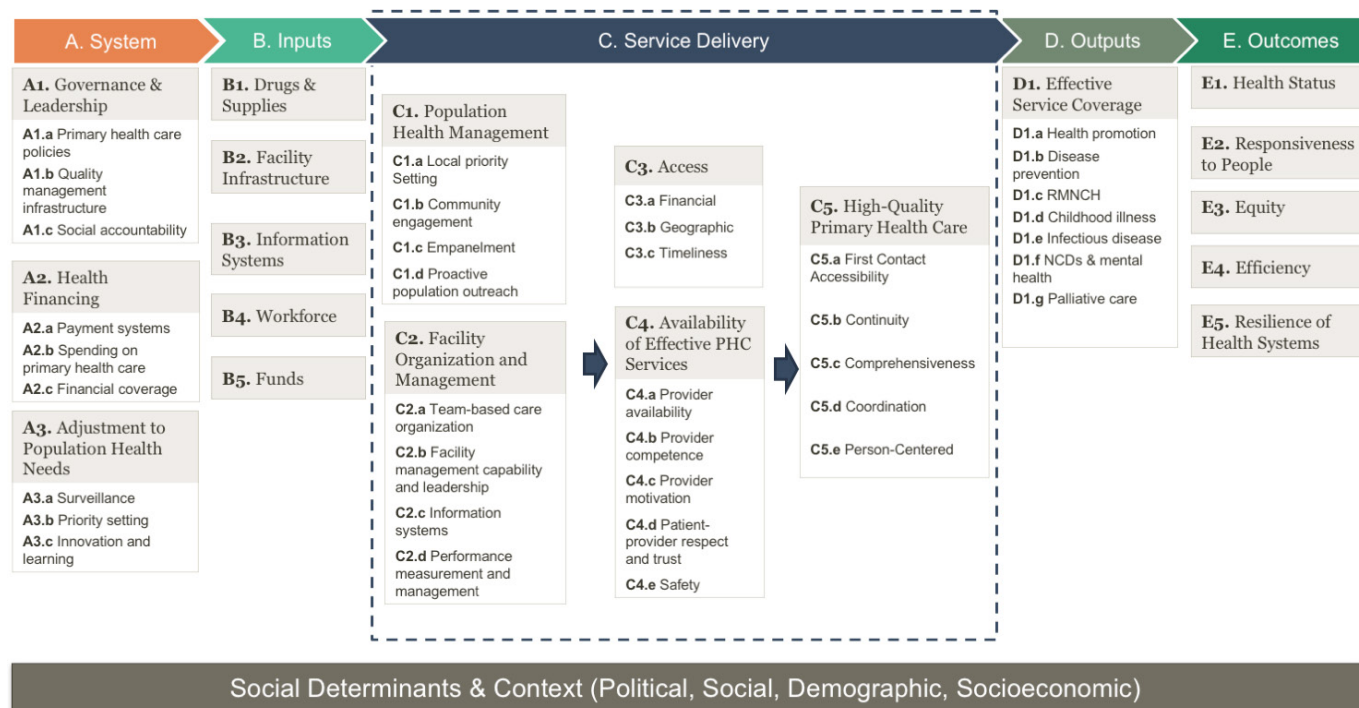 A. System
B. Inputs
C. Service Delivery
D. Outputs
E. Outcomes
A1. Governance &
Leadership
A1.a Primary health care
policies
A1.b Quality
management
infrastructure
A1.c Social accountability
A2. Health
Financing
A2.a Payment systems
A2.b Spending on
primary health care
A2.c Financial coverage
A3. Adjustment to
Population Health
Needs
A3.a Surveillance
A3.b Priority setting
A3.c Innovation and
learning
B1. Drugs &
Supplies
B2. Facility
Infrastructure
B3. Information
Systems
B4. Workforce
B5. Funds
C1. Population
Health Management
C1.a Local priority
Setting
C1.b Community
engagement
C1.c Empanelment
C1.d Proactive
population outreach
C2. Facility
Organization and
Management
C2.a Team-based care
organization
C2.b Facility
management capability
and leadership
C2.c Information
systems
C2.d Performance
measurement and
management
C3. Access
C3.a Financial
C3.b Geographic
C3.c Timeliness
C4. Availability
of Effective PHC
Services
C4.a Provider
availability
C4.b Provider
competence
C4.c Provider
motivation
C4.d Patient-
provider respect
and trust
C4.e Safety
C5. High-Quality
Primary Health Care
C5.a First Contact
Accessibility
C5.b Continuity
C5.c Comprehensiveness
C5.d Coordination
C5.e Person-Centered
D1. Effective
Service Coverage
D1.a Health promotion
D1.b Disease
prevention
D1.c RMNCH
D1.d Childhood illness
D1.e Infectious disease
D1.f NCDs & mental
health
D1.g Palliative care
E1. Health Status
E2. Responsiveness
to People
E3. Equity
E4. Efficiency
E5. Resilience of
Health Systems
Social Determinants & Context (Political, Social, Demographic, Socioeconomic)